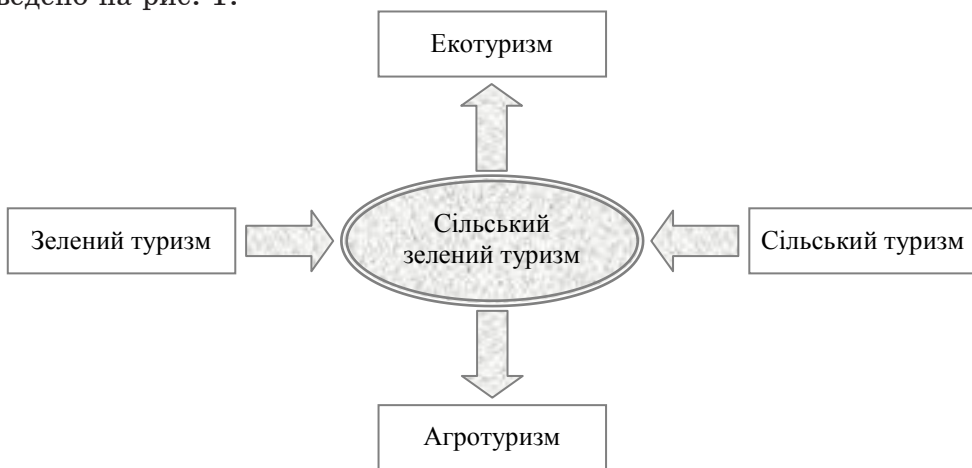 ведено на рис. 1.
Екотуризм
Зелений туризм
Сільський
зелений туризм
Сільський туризм
Агротуризм